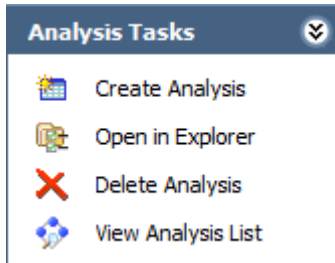 Analysis Tasks
Create Analysis
Open in Explorer
Delete Analysis
View Analysis List